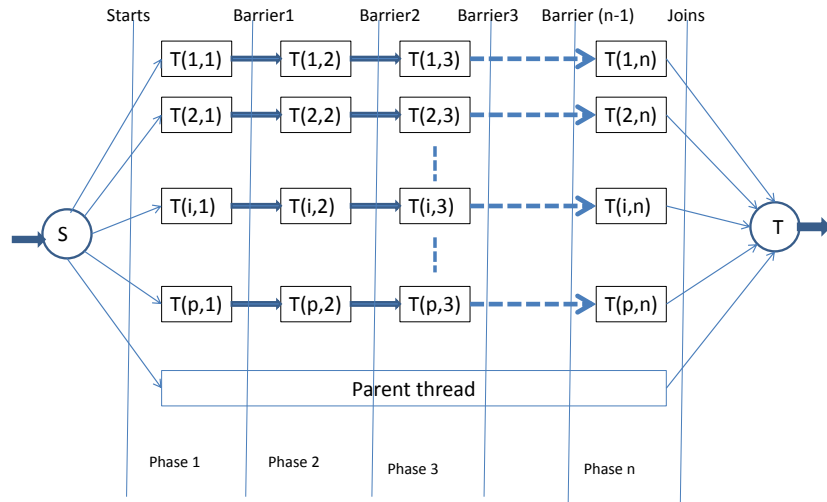 Starts Barrier1 Barrier2 Barrier3 Barrier (n-1) Joins
T(1,1) T(1,2) T(1,3) T(1,n)
T(2,1) T(2,2) T(2,3) T(2,n)
T(i,1) T(i,2) T(i,3) T(i,n)
S T
T(p,1) T(p,2) T(p,3) T(p,n)
Parent thread
Phase 1 Phase 2 Phase 3 Phase n